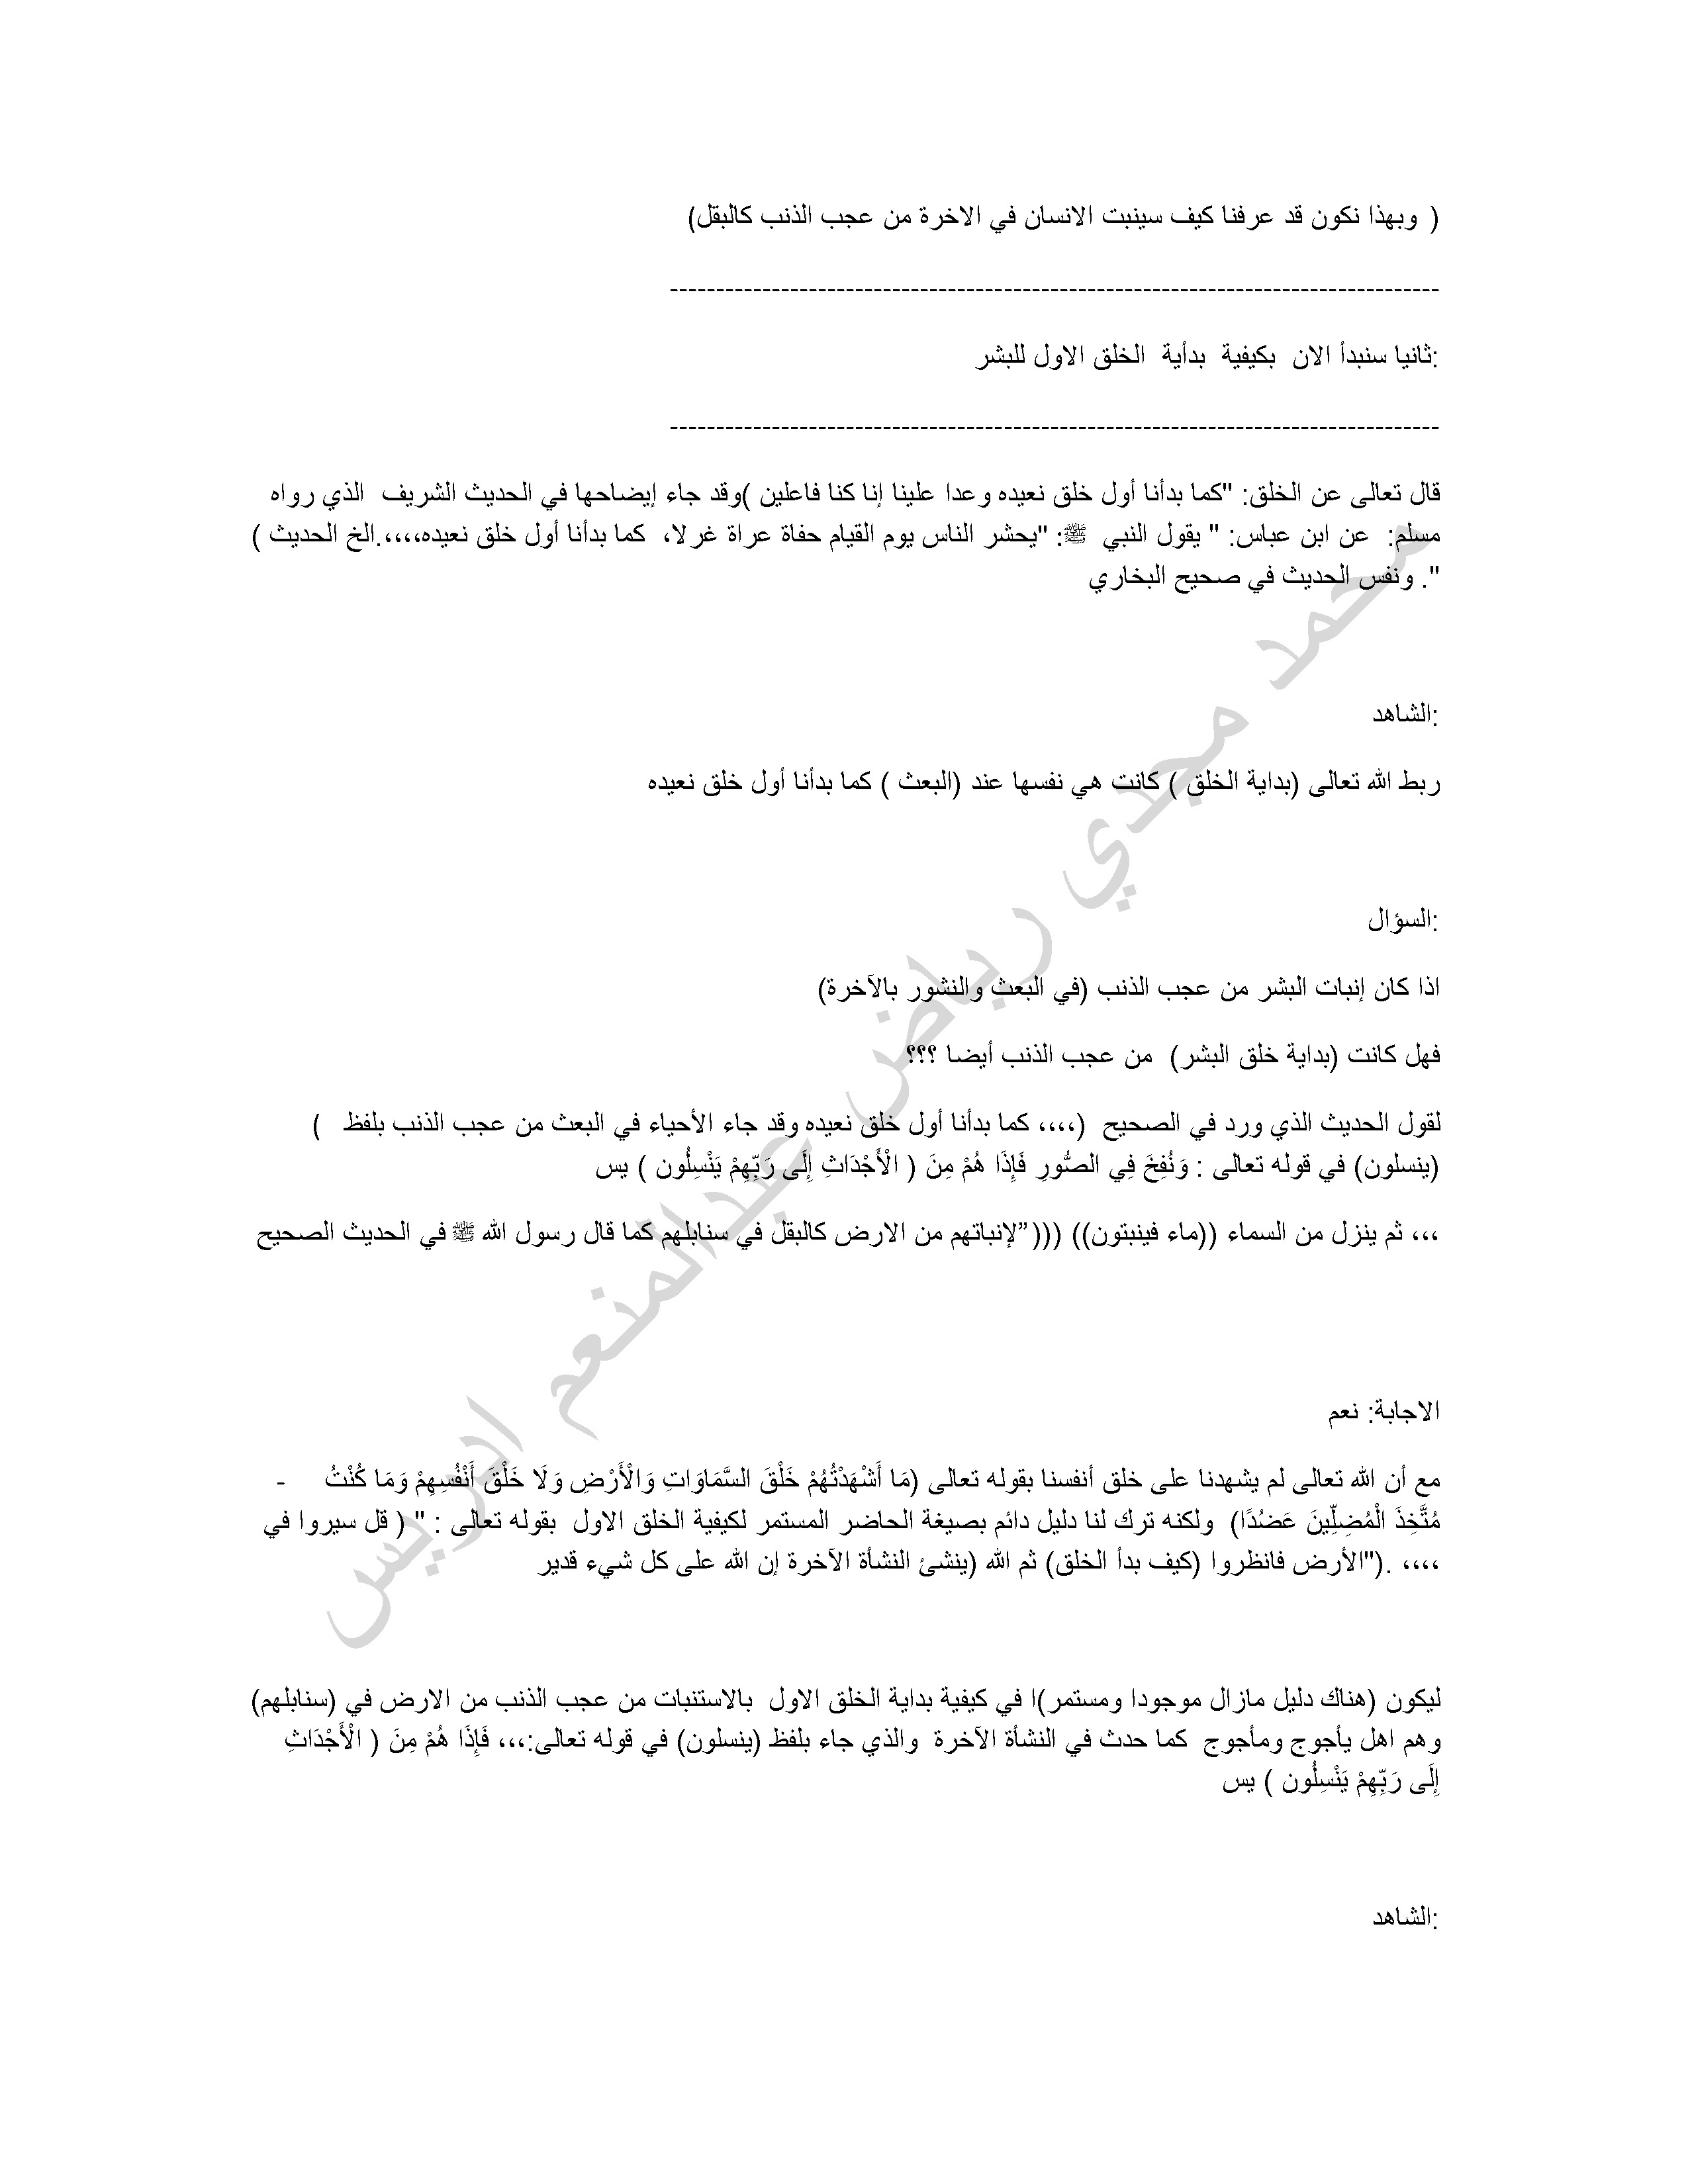 ( وبهذا نكون قد عرفنا كيف سينبت الانسان في الاخرة من عجب الذنب كالبقل)
-----------------------------------------------------------------------------------
:ثانيا سنبدأ الان بكيفية بدأية الخلق الاول للبشر
-----------------------------------------------------------------------------------
قال تعالى عن الخلق: "كما بدأنا أول خلق نعيده وعدا علينا إنا كنا فاعلين )وقد جاء إيضاحها في الحديث الشريف الذي رواه
مسلم: عن ابن عباس: " يقول النبي ﷺ: "يحشر الناس يوم القيام حفاة عراة غرلا، كما بدأنا أول خلق نعيده،،،،.الخ الحديث )
". ونفس الحديث في صحيح البخاري
:الشاهد
ربط الله تعالى (بداية الخلق ) كانت هي نفسها عند (البعث ) كما بدأنا أول خلق نعيده
:السؤال
اذا كان إنبات البشر من عجب الذنب (في البعث والنشور بالآخرة)
فهل كانت (بداية خلق البشر) من عجب الذنب أيضا ؟؟؟
لقول الحديث الذي ورد في الصحيح (،،،، كما بدأنا أول خلق نعيده وقد جاء الأحياء في البعث من عجب الذنب بلفظ )
(ينسلون) في قوله تعالى : وَنُفِخَ فِي الصُّورِ فَإِذَا هُمْ مِنَ ( الْأَجْدَاثِ إِلَى رَبِّهِمْ يَنْسِلُون ) يس
،،، ثم ينزل من السماء ((ماء فينبتون)) (((”لإنباتهم من الارض كالبقل في سنابلهم كما قال رسول الله ﷺ في الحديث الصحيح
الاجابة: نعم
مع أن الله تعالى لم يشهدنا على خلق أنفسنا بقوله تعالى (مَا أَشْهَدْتُهُمْ خَلْقَ السَّمَاوَاتِ وَالْأَرْضِ وَلَا خَلْقَ أَنْفُسِهِمْ وَمَا كُنْتُ -
مُتَّخِذَ الْمُضِلِّينَ عَضُدًا) ولكنه ترك لنا دليل دائم بصيغة الحاضر المستمر لكيفية الخلق الاول بقوله تعالى : " ( قل سيروا في
،،،، .("الأرض فانظروا (كيف بدأ الخلق) ثم الله (ينشئ النشأة الآخرة إن الله على كل شيء قدير
ليكون (هناك دليل مازال موجودا ومستمر)ا في كيفية بداية الخلق الاول بالاستنبات من عجب الذنب من الارض في (سنابلهم)
وهم اهل يأجوج ومأجوج كما حدث في النشأة الآخرة والذي جاء بلفظ (ينسلون) في قوله تعالى:،،، فَإِذَا هُمْ مِنَ ( الْأَجْدَاثِ
إِلَى رَبِّهِمْ يَنْسِلُون ) يس
:الشاهد
محمد مجدي رياض عبدالمنعم الريس